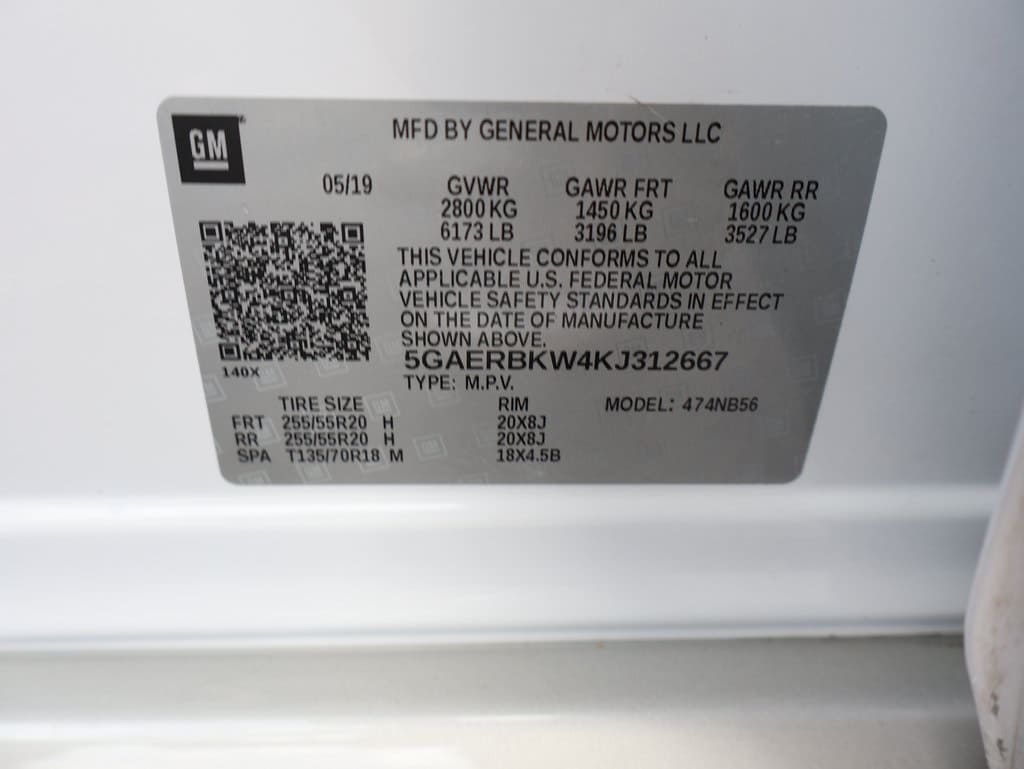 GM
MFD BY GENERAL MOTORS LLC
05/19 GVWR GAWR FRT GAWR RR
2800 KG 1450 KG 1600 KG
6173 LB 3196 LB 3527 LB
THIS VEHICLE CONFORMS TO ALL
APPLICABLE U.S. FEDERAL MOTOR
VEHICLE SAFETY STANDARDS IN EFFECT
ON THE DATE OF MANUFACTURE
SHOWN ABOVE.
5GAERBKW4KJ312667
140X
TYPE: M.P.V.
TIRE SIZE RIM MODEL: 474NB56
FRT 255/55R20 H 20X8J
RR 255/55R20 H 20X8J
SPA T135/70R18 M 18X4.5B